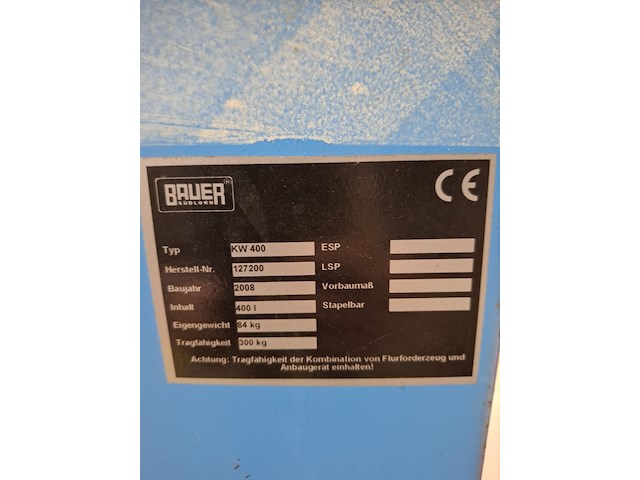 BAUER
SÜDLOHN
CE
Typ KW 400 ESP
Herstell-Nr. 127200 LSP
Baujahr 2008 Vorbaumaß
Inhalt 400 l Stapelbar
Eigengewicht 84 kg
Tragfähigkeit 300 kg
Achtung: Tragfähigkeit der Kombination von Flurförderzeug und
Anbaugerät einhalten!